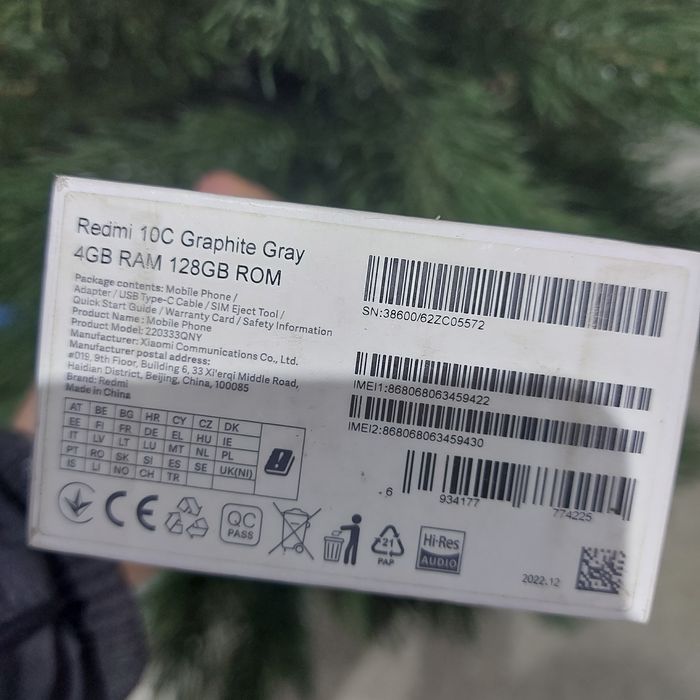 Redmi 10C Graphite Gray
4GB RAM 128GB ROM
Package contents: Mobile Phone /
Adapter / USB Type-C Cable / SIM Eject Tool /
Quick Start Guide / Warranty Card / Safety Information
Product Name: Mobile Phone
Product Model: 220333QNY
Manufacturer: Xiaomi Communications Co., Ltd.
Manufacturer postal address:
#019, 9th Floor, Building 6, 33 Xi'erqi Middle Road,
Haidian District, Beijing, China, 100085
Brand: Redmi
Made in China
AT BE BG HR CY CZ DK
EE FI FR DE EL HU IE
IT LV LT LU MT NL PL
PT RO SK SI ES SE UK(NI)
IS LI NO CH TR
CE
QC
PASS
21
PAP
Hi-Res
AUDIO
SN:38600/62ZC05572
IMEI1:868068063459422
IMEI2:868068063459430
6 934177 774225
2022.12